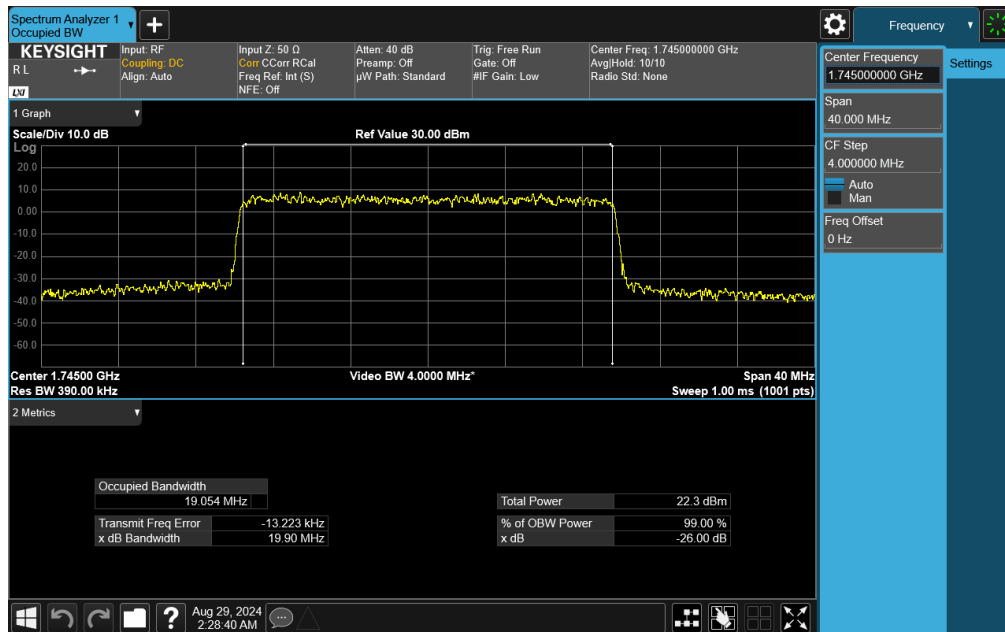 Spectrum Analyzer 1
Occupied BW
Frequency
KEYSIGHT
R L
LXI
Input: RF
Coupling: DC
Align: Auto
Input Z: 50 Ω
Corr CCorr RCal
Freq Ref: Int (S)
NFE: Off
Atten: 40 dB
Preamp: Off
µW Path: Standard
Trig: Free Run
Gate: Off
#IF Gain: Low
Center Freq: 1.745000000 GHz
Avg|Hold: 10/10
Radio Std: None
Center Frequency
1.745000000 GHz
Settings
Span
40.000 MHz
CF Step
4.000000 MHz
Auto
Man
Freq Offset
0 Hz
1 Graph
Scale/Div 10.0 dB
Ref Value 30.00 dBm
Log
20.0
10.0
0.00
-10.0
-20.0
-30.0
-40.0
-50.0
-60.0
Center 1.74500 GHz
Video BW 4.0000 MHz*
Span 40 MHz
Res BW 390.00 kHz
Sweep 1.00 ms (1001 pts)
2 Metrics
Occupied Bandwidth
19.054 MHz
Transmit Freq Error -13.223 kHz
x dB Bandwidth 19.90 MHz
Total Power 22.3 dBm
% of OBW Power 99.00 %
x dB -26.00 dB
Aug 29, 2024
2:28:40 AM